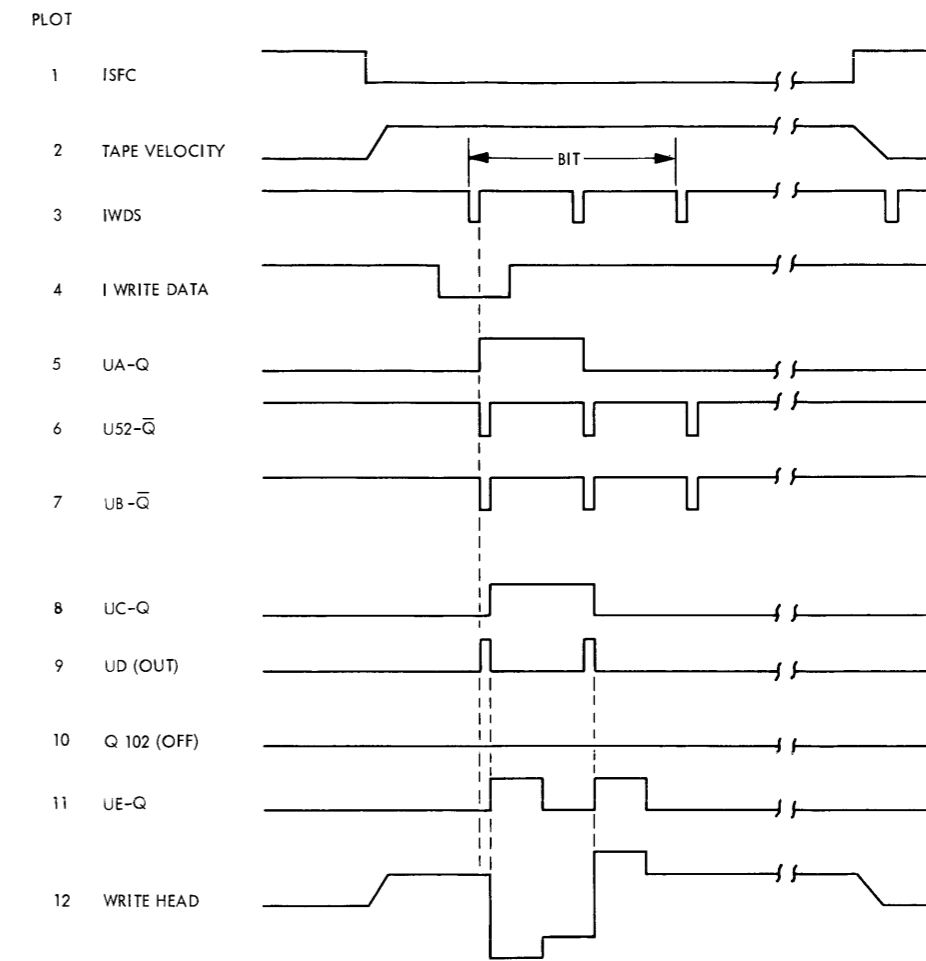 PLOT
1 ISFC
2 TAPE VELOCITY
BIT
3 IWDS
4 I WRITE DATA
5 UA-Q
6 U52-Q̅
7 UB-Q̅
8 UC-Q
9 UD (OUT)
10 Q 102 (OFF)
11 UE-Q
12 WRITE HEAD